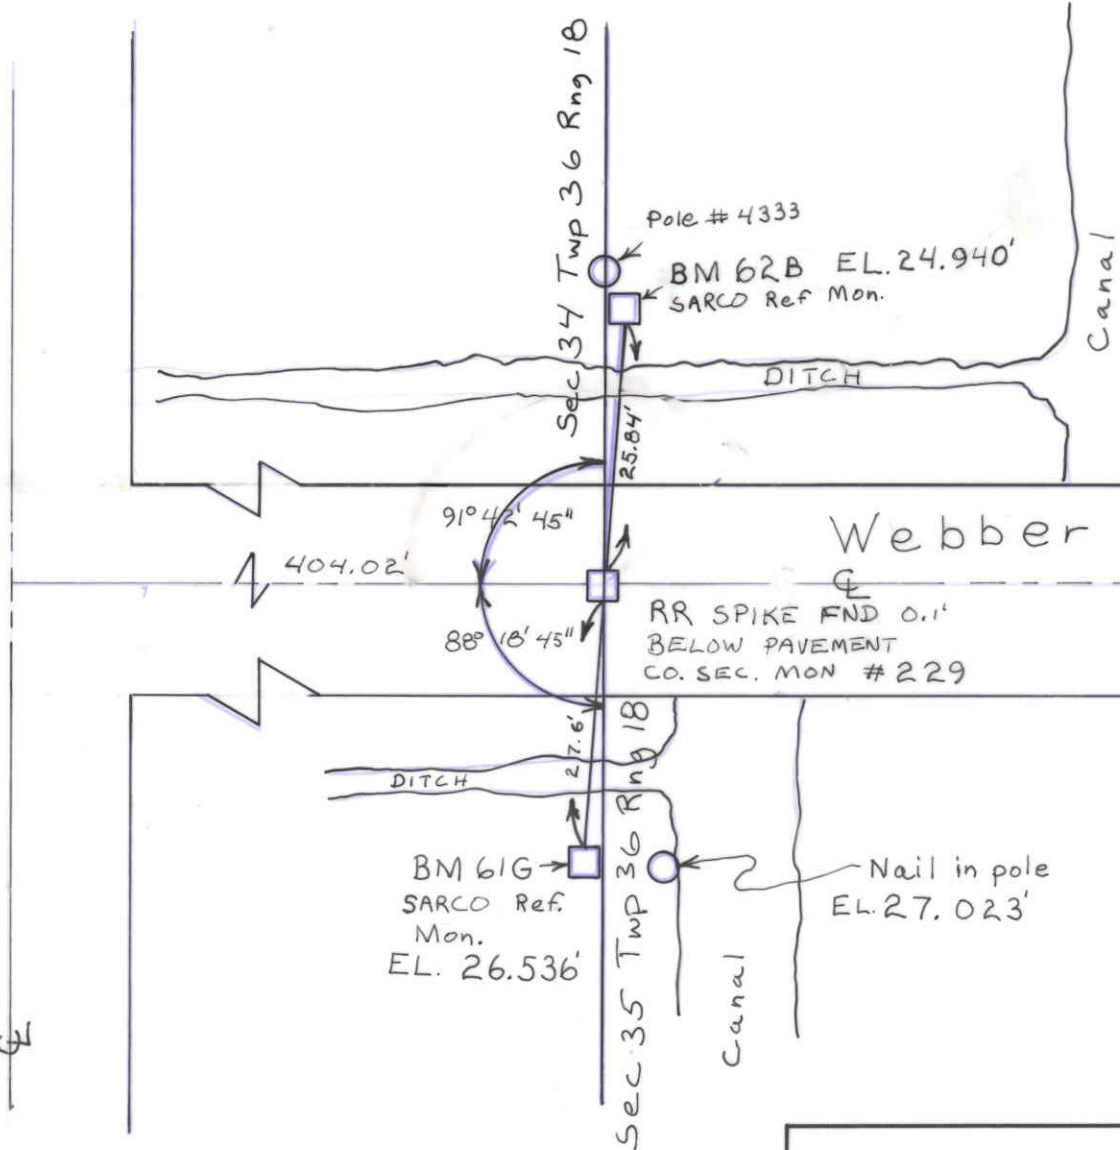 Sec 34 Twp 36 Rng 18
Pole # 4333
BM 62B EL. 24.940'
SARCO Ref Mon.
Canal
DITCH
25.84'
91° 42' 45"
Webber
℄
404.02'
88° 18' 45"
RR SPIKE FND 0.1'
BELOW PAVEMENT
CO. SEC. MON # 229
27.6'
DITCH
Sec 35 Twp 36 Rng 18
BM 61G
SARCO Ref.
Mon.
EL. 26.536'
Nail in pole
EL. 27.023'
Canal
℄